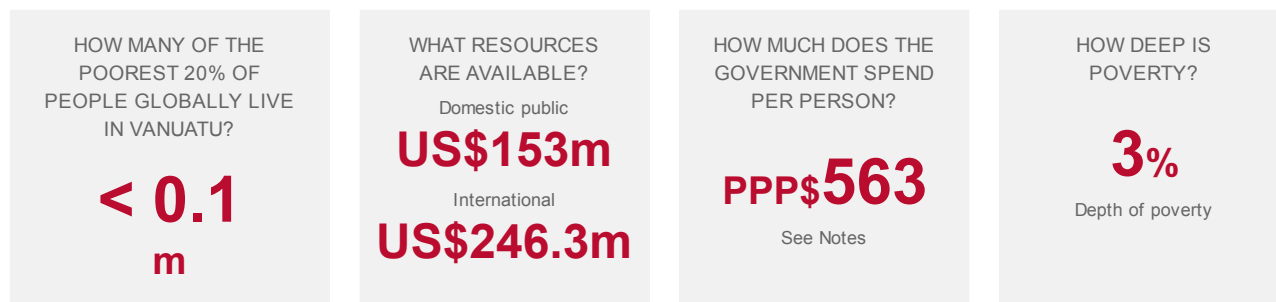 HOW MANY OF THE
POOREST 20% OF
PEOPLE GLOBALLY LIVE
IN VANUATU?
< 0.1
m
WHAT RESOURCES
ARE AVAILABLE?
Domestic public
US$153m
International
US$246.3m
HOW MUCH DOES THE
GOVERNMENT SPEND
PER PERSON?
PPP$563
See Notes
HOW DEEP IS
POVERTY?
3%
Depth of poverty